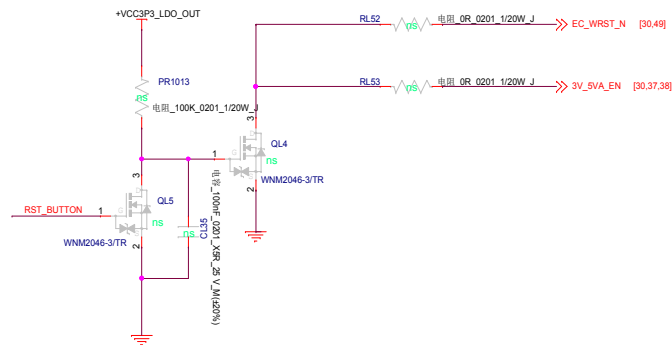 +VCC3P3_LDO_OUT
RL52
ns
电阻_0R_0201_1/20W_J
EC_WRST_N [30,49]
PR1013
ns
电阻_100K_0201_1/20W_J
RL53
ns
电阻_0R_0201_1/20W_J
3V_5VA_EN [30,37,38]
3
QL4
1
ns
WNM2046-3/TR
2
3
QL5
RST_BUTTON
1
ns
WNM2046-3/TR
2
ns
CL35
电容_100nF_0201_X5R_25 V_M(±20%)